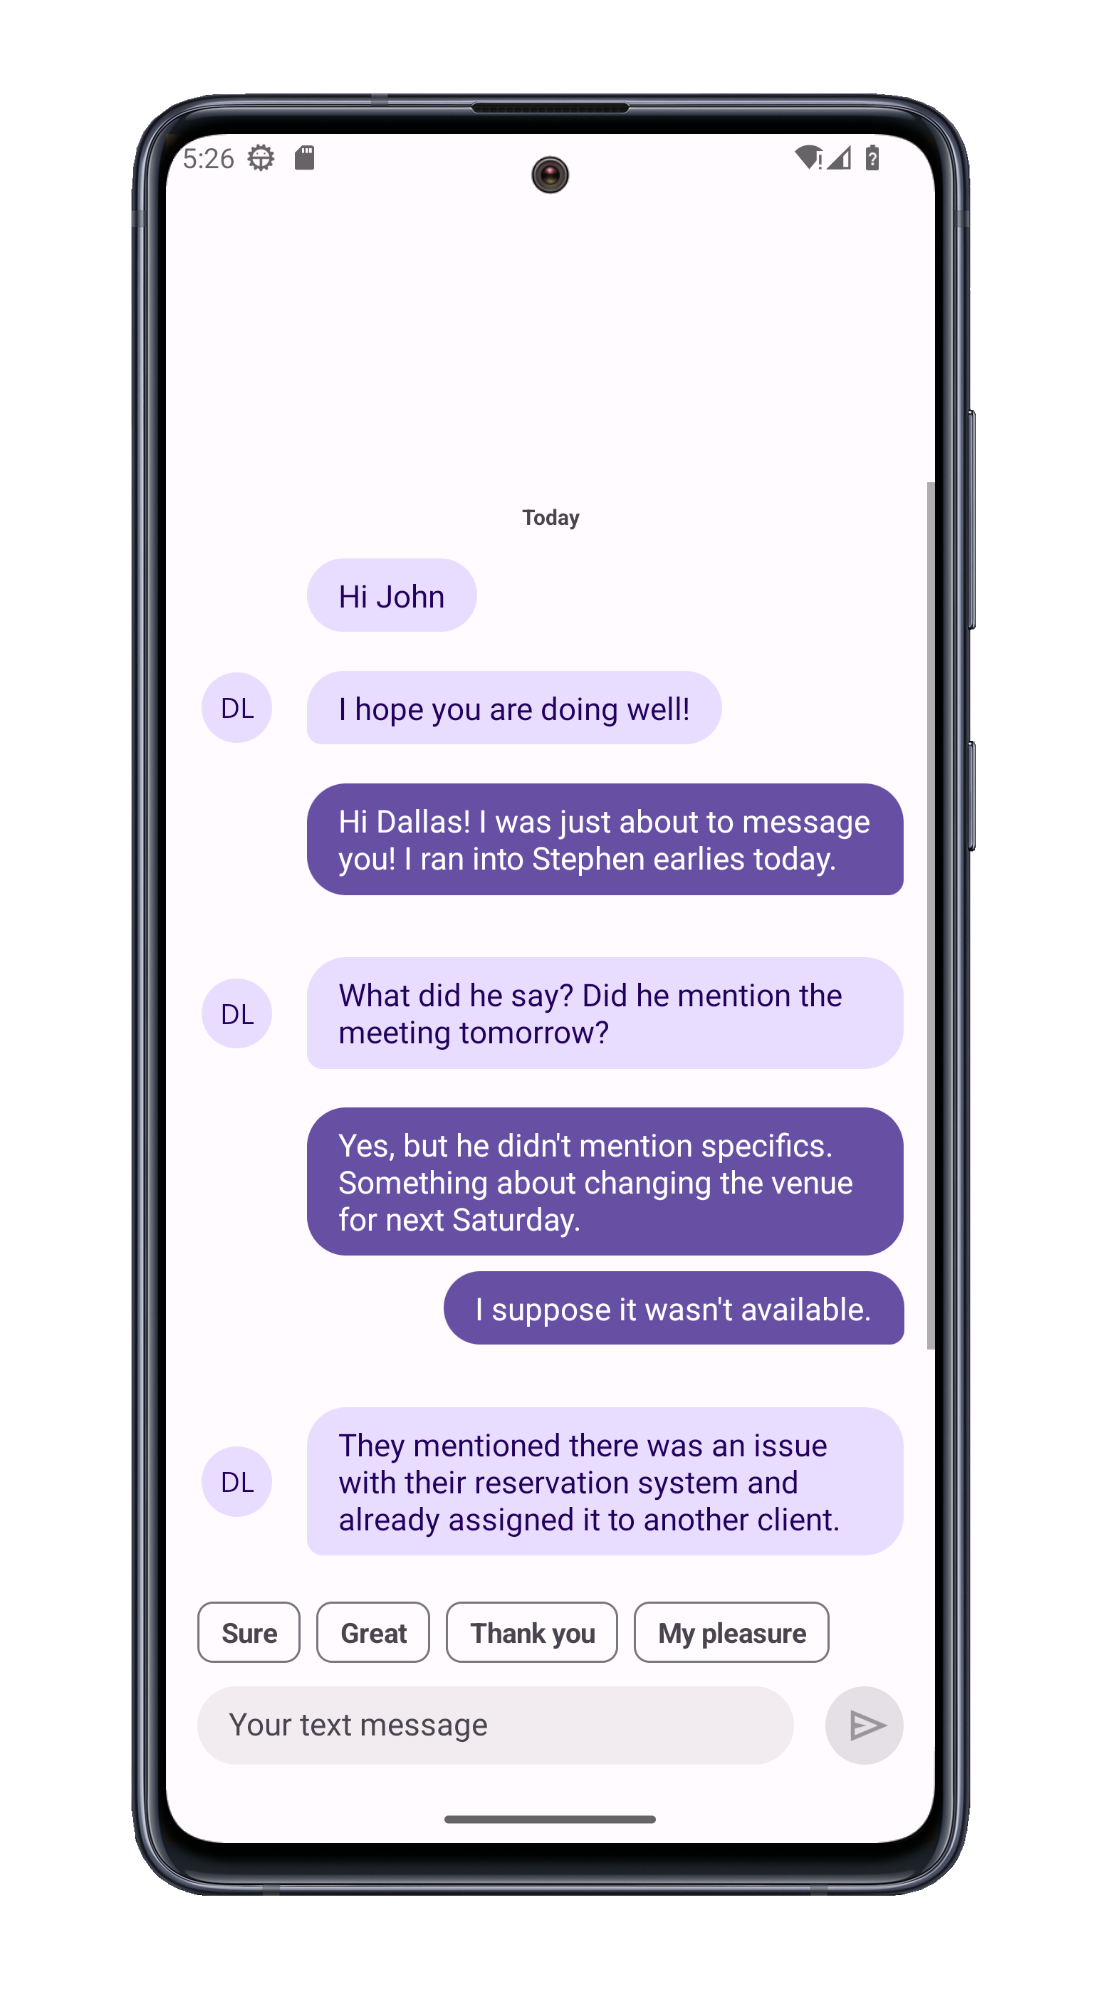 5:26
Today
Hi John
DL
I hope you are doing well!
Hi Dallas! I was just about to message
you! I ran into Stephen earlies today.
DL
What did he say? Did he mention the
meeting tomorrow?
Yes, but he didn't mention specifics.
Something about changing the venue
for next Saturday.
I suppose it wasn't available.
DL
They mentioned there was an issue
with their reservation system and
already assigned it to another client.
Sure Great Thank you My pleasure
Your text message